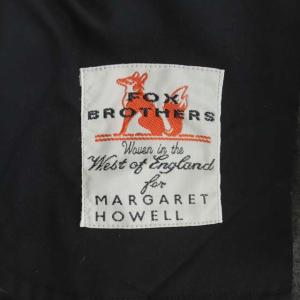 FOX
BROTHERS
Woven in the
West of England
for
MARGARET
HOWELL